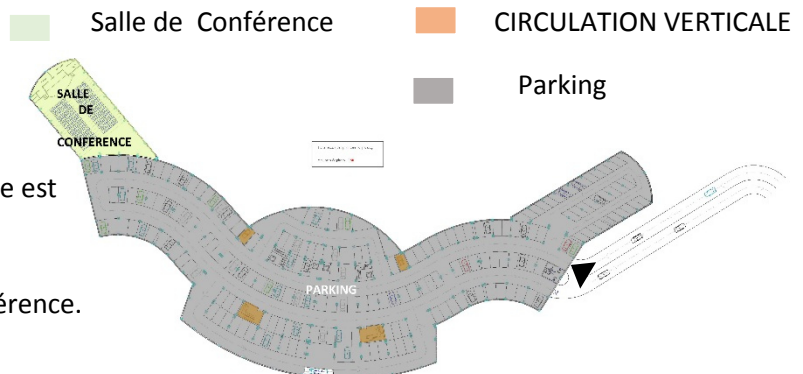 Salle de Conférence
CIRCULATION VERTICALE
Parking
SALLE
DE
CONFERENCE
e est
PARKING
érence.